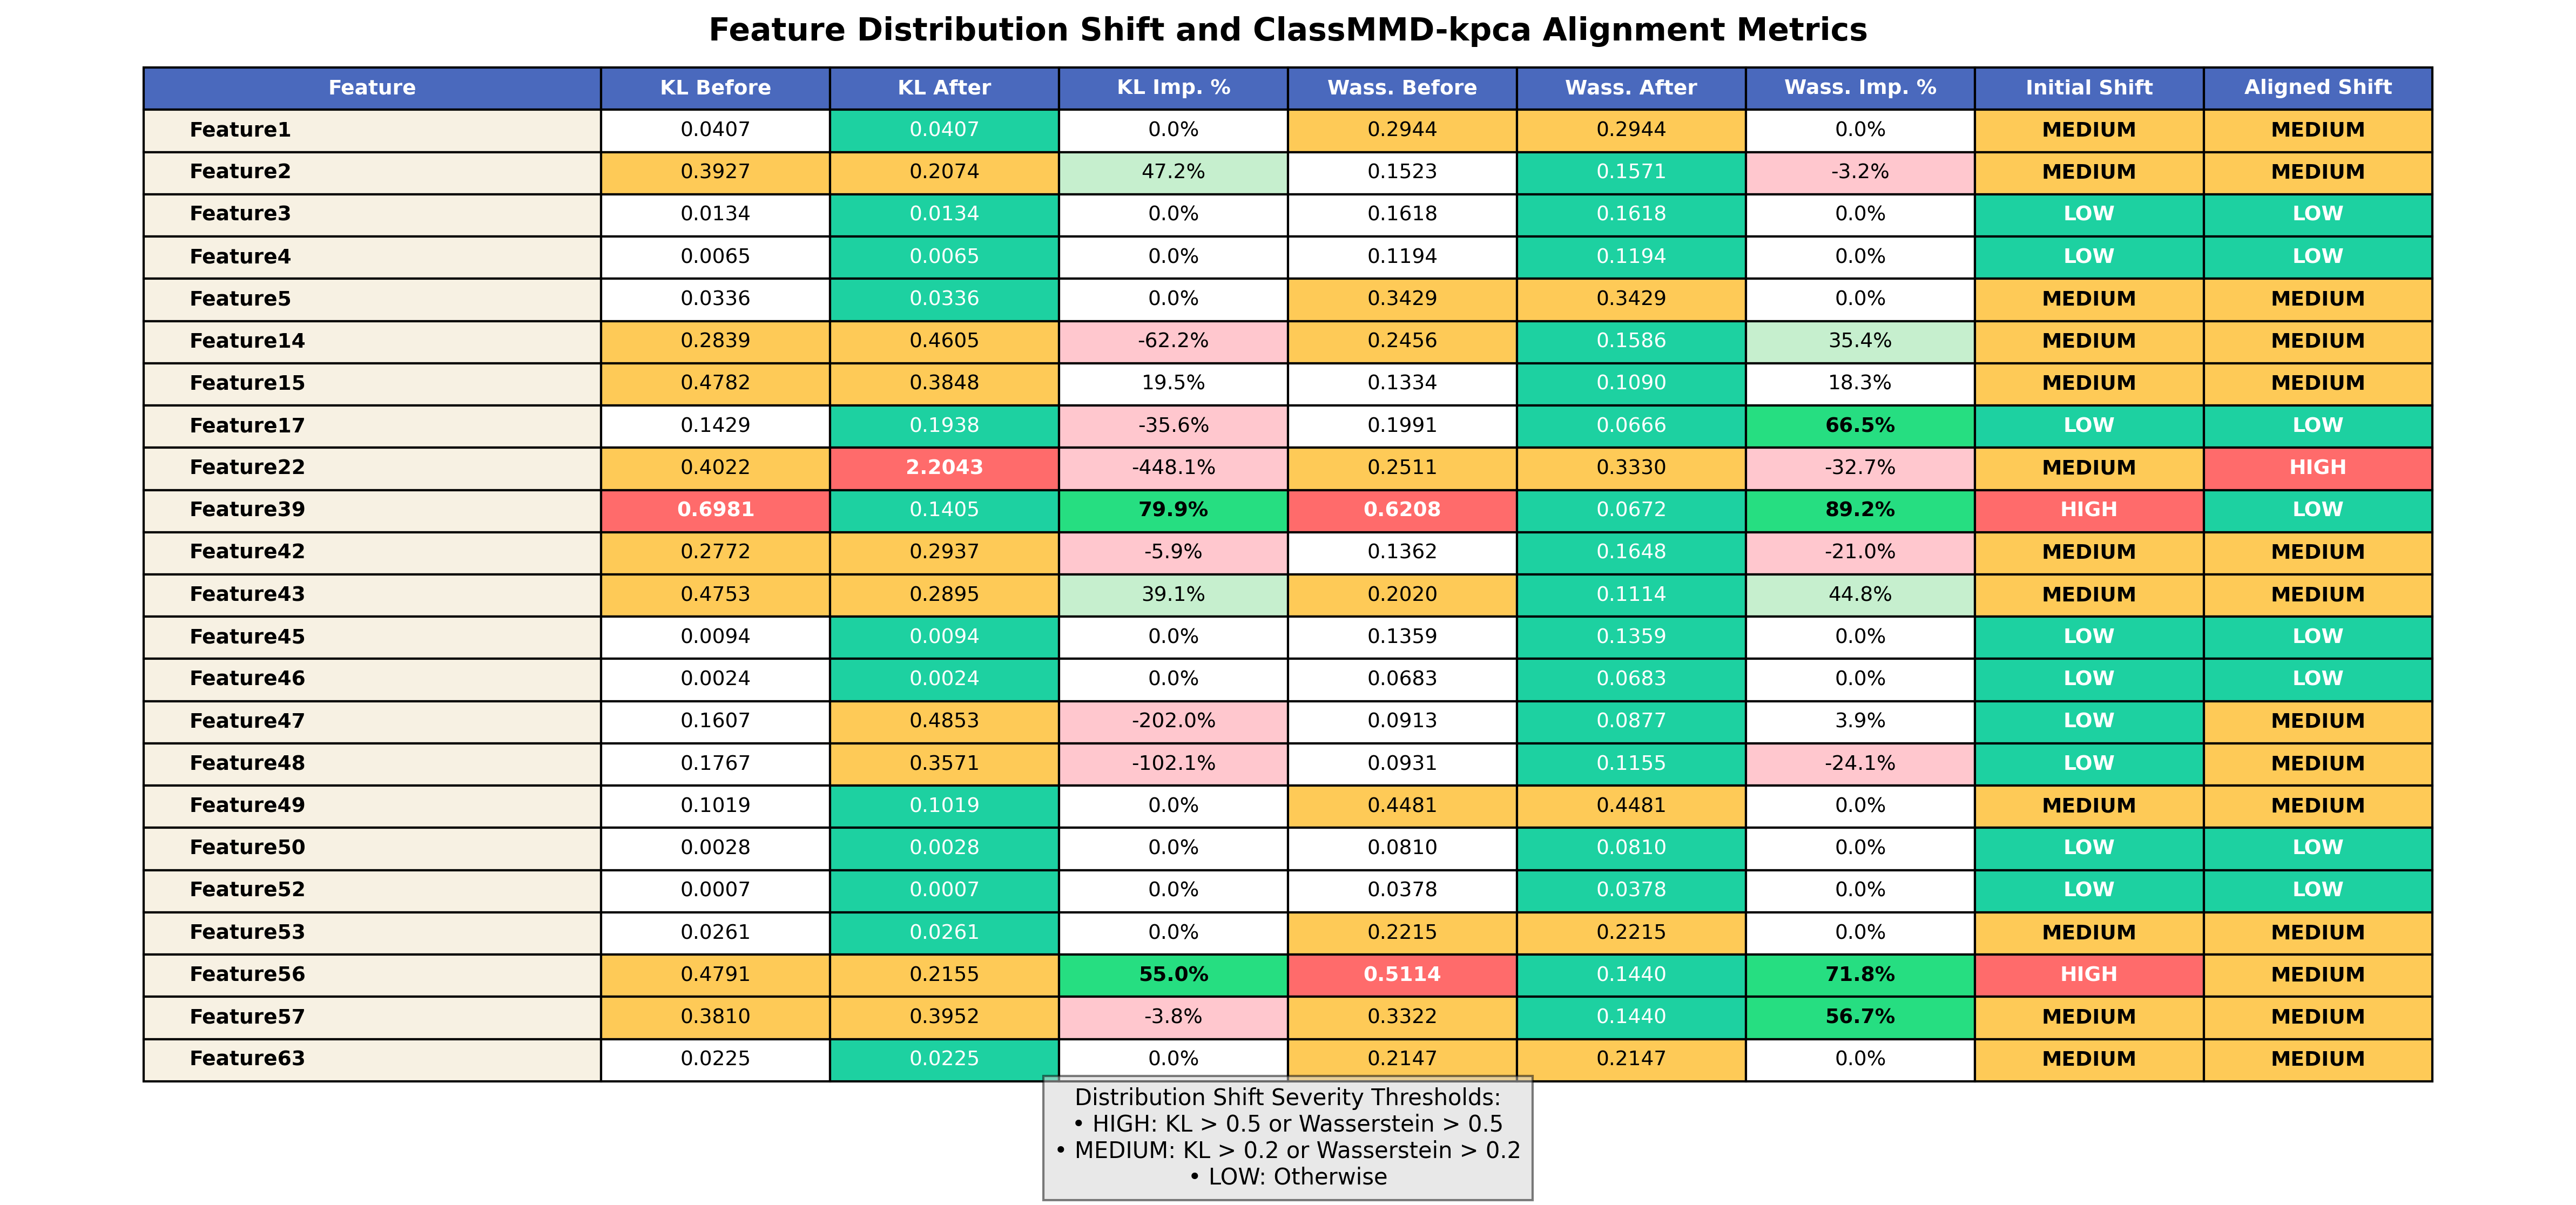 Feature Distribution Shift and ClassMMD-kpca Alignment Metrics
Feature KL Before KL After KL Imp. % Wass. Before Wass. After Wass. Imp. % Initial Shift Aligned Shift
Feature1 0.0407 0.0407 0.0% 0.2944 0.2944 0.0% MEDIUM MEDIUM
Feature2 0.3927 0.2074 47.2% 0.1523 0.1571 -3.2% MEDIUM MEDIUM
Feature3 0.0134 0.0134 0.0% 0.1618 0.1618 0.0% LOW LOW
Feature4 0.0065 0.0065 0.0% 0.1194 0.1194 0.0% LOW LOW
Feature5 0.0336 0.0336 0.0% 0.3429 0.3429 0.0% MEDIUM MEDIUM
Feature14 0.2839 0.4605 -62.2% 0.2456 0.1586 35.4% MEDIUM MEDIUM
Feature15 0.4782 0.3848 19.5% 0.1334 0.1090 18.3% MEDIUM MEDIUM
Feature17 0.1429 0.1938 -35.6% 0.1991 0.0666 66.5% LOW LOW
Feature22 0.4022 2.2043 -448.1% 0.2511 0.3330 -32.7% MEDIUM HIGH
Feature39 0.6981 0.1405 79.9% 0.6208 0.0672 89.2% HIGH LOW
Feature42 0.2772 0.2937 -5.9% 0.1362 0.1648 -21.0% MEDIUM MEDIUM
Feature43 0.4753 0.2895 39.1% 0.2020 0.1114 44.8% MEDIUM MEDIUM
Feature45 0.0094 0.0094 0.0% 0.1359 0.1359 0.0% LOW LOW
Feature46 0.0024 0.0024 0.0% 0.0683 0.0683 0.0% LOW LOW
Feature47 0.1607 0.4853 -202.0% 0.0913 0.0877 3.9% LOW MEDIUM
Feature48 0.1767 0.3571 -102.1% 0.0931 0.1155 -24.1% LOW MEDIUM
Feature49 0.1019 0.1019 0.0% 0.4481 0.4481 0.0% MEDIUM MEDIUM
Feature50 0.0028 0.0028 0.0% 0.0810 0.0810 0.0% LOW LOW
Feature52 0.0007 0.0007 0.0% 0.0378 0.0378 0.0% LOW LOW
Feature53 0.0261 0.0261 0.0% 0.2215 0.2215 0.0% MEDIUM MEDIUM
Feature56 0.4791 0.2155 55.0% 0.5114 0.1440 71.8% HIGH MEDIUM
Feature57 0.3810 0.3952 -3.8% 0.3322 0.1440 56.7% MEDIUM MEDIUM
Feature63 0.0225 0.0225 0.0% 0.2147 0.2147 0.0% MEDIUM MEDIUM
Distribution Shift Severity Thresholds:
• HIGH: KL > 0.5 or Wasserstein > 0.5
• MEDIUM: KL > 0.2 or Wasserstein > 0.2
• LOW: Otherwise